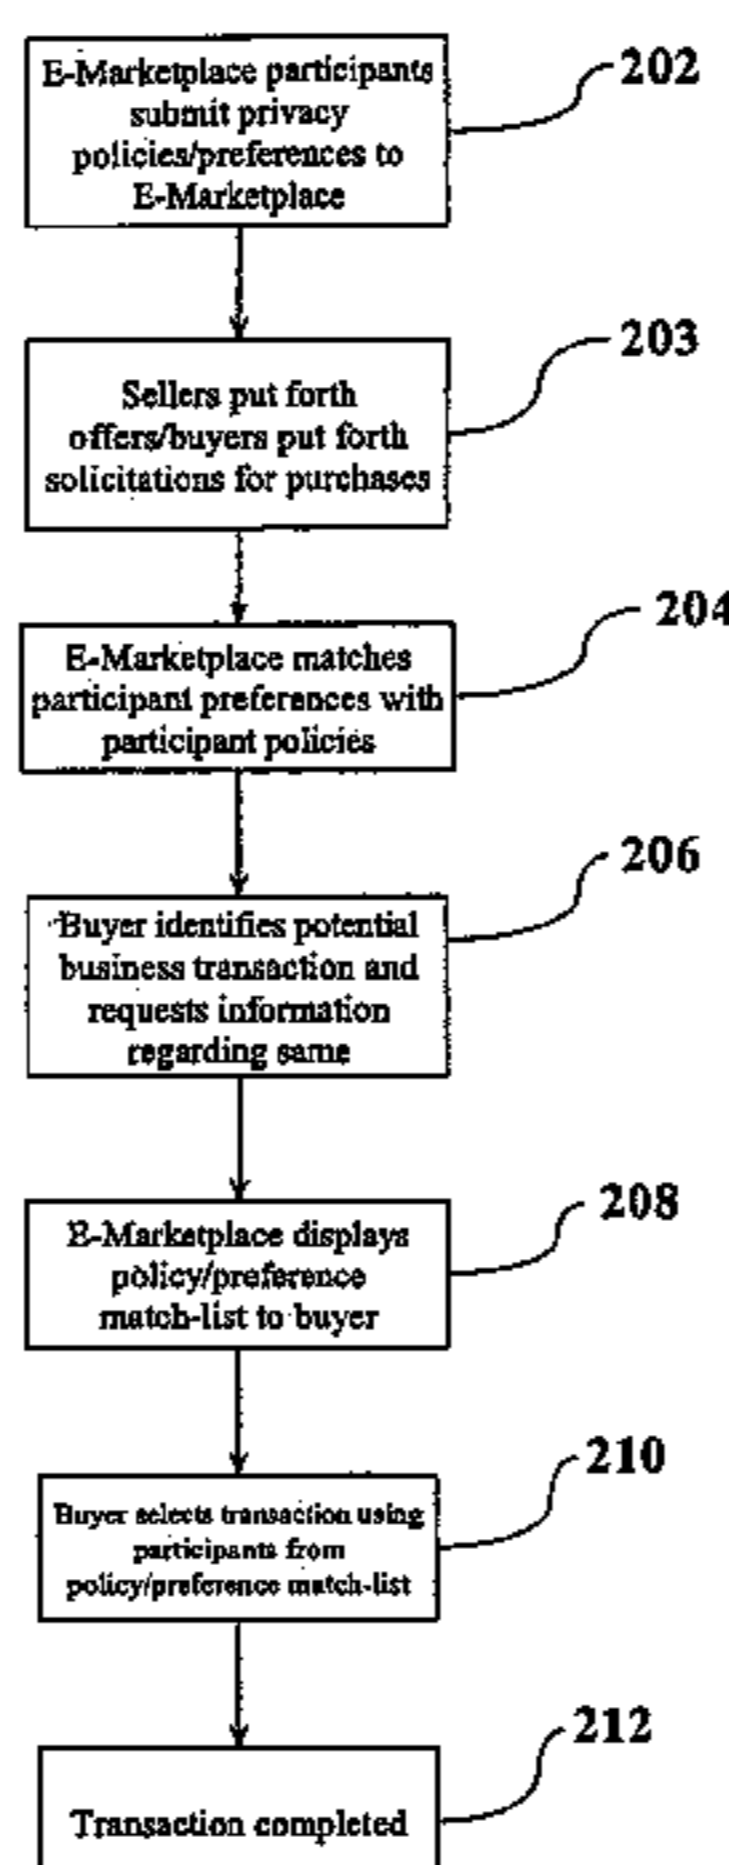 E-Marketplace participants
submit privacy
policies/preferences to
E-Marketplace
202
Sellers put forth
offers/buyers put forth
solicitations for purchases
203
E-Marketplace matches
participant preferences with
participant policies
204
Buyer identifies potential
business transaction and
requests information
regarding same
206
E-Marketplace displays
policy/preference
match-list to buyer
208
Buyer selects transaction using
participants from
policy/preference match-list
210
Transaction completed
212